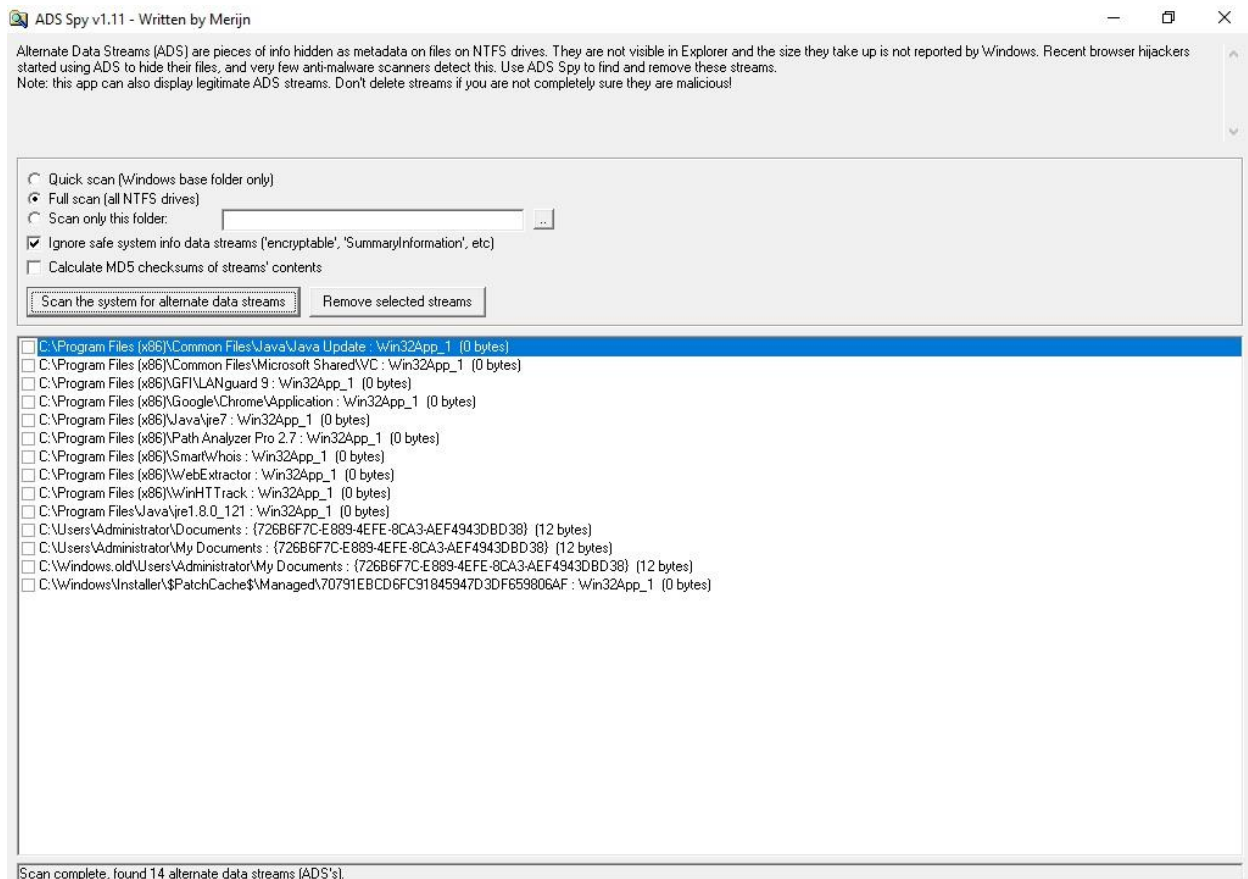 ADS Spy v1.11 - Written by Merijn
Alternate Data Streams (ADS) are pieces of info hidden as metadata on files on NTFS drives. They are not visible in Explorer and the size they take up is not reported by Windows. Recent browser hijackers
started using ADS to hide their files, and very few anti-malware scanners detect this. Use ADS Spy to find and remove these streams.
Note: this app can also display legitimate ADS streams. Don't delete streams if you are not completely sure they are malicious!
Quick scan (Windows base folder only)
Full scan (all NTFS drives)
Scan only this folder:
..
Ignore safe system info data streams ('encryptable', 'SummaryInformation', etc)
Calculate MD5 checksums of streams' contents
Scan the system for alternate data streams Remove selected streams
C:\Program Files (x86)\Common Files\Java\Java Update : Win32App_1 (0 bytes)
C:\Program Files (x86)\Common Files\Microsoft Shared\VC : Win32App_1 (0 bytes)
C:\Program Files (x86)\GFI\LANguard 9 : Win32App_1 (0 bytes)
C:\Program Files (x86)\Google\Chrome\Application : Win32App_1 (0 bytes)
C:\Program Files (x86)\Java\jre7 : Win32App_1 (0 bytes)
C:\Program Files (x86)\Path Analyzer Pro 2.7 : Win32App_1 (0 bytes)
C:\Program Files (x86)\SmartWhois : Win32App_1 (0 bytes)
C:\Program Files (x86)\WebExtractor : Win32App_1 (0 bytes)
C:\Program Files (x86)\WinHTTrack : Win32App_1 (0 bytes)
C:\Program Files\Java\jre1.8.0_121 : Win32App_1 (0 bytes)
C:\Users\Administrator\Documents : {726B6F7C-E889-4EFE-8CA3-AEF4943DBD38} (12 bytes)
C:\Users\Administrator\My Documents : {726B6F7C-E889-4EFE-8CA3-AEF4943DBD38} (12 bytes)
C:\Windows.old\Users\Administrator\My Documents : {726B6F7C-E889-4EFE-8CA3-AEF4943DBD38} (12 bytes)
C:\Windows\Installer\$PatchCache$\Managed\70791EBCD6FC91845947D3DF659806AF : Win32App_1 (0 bytes)
Scan complete, found 14 alternate data streams (ADS's).